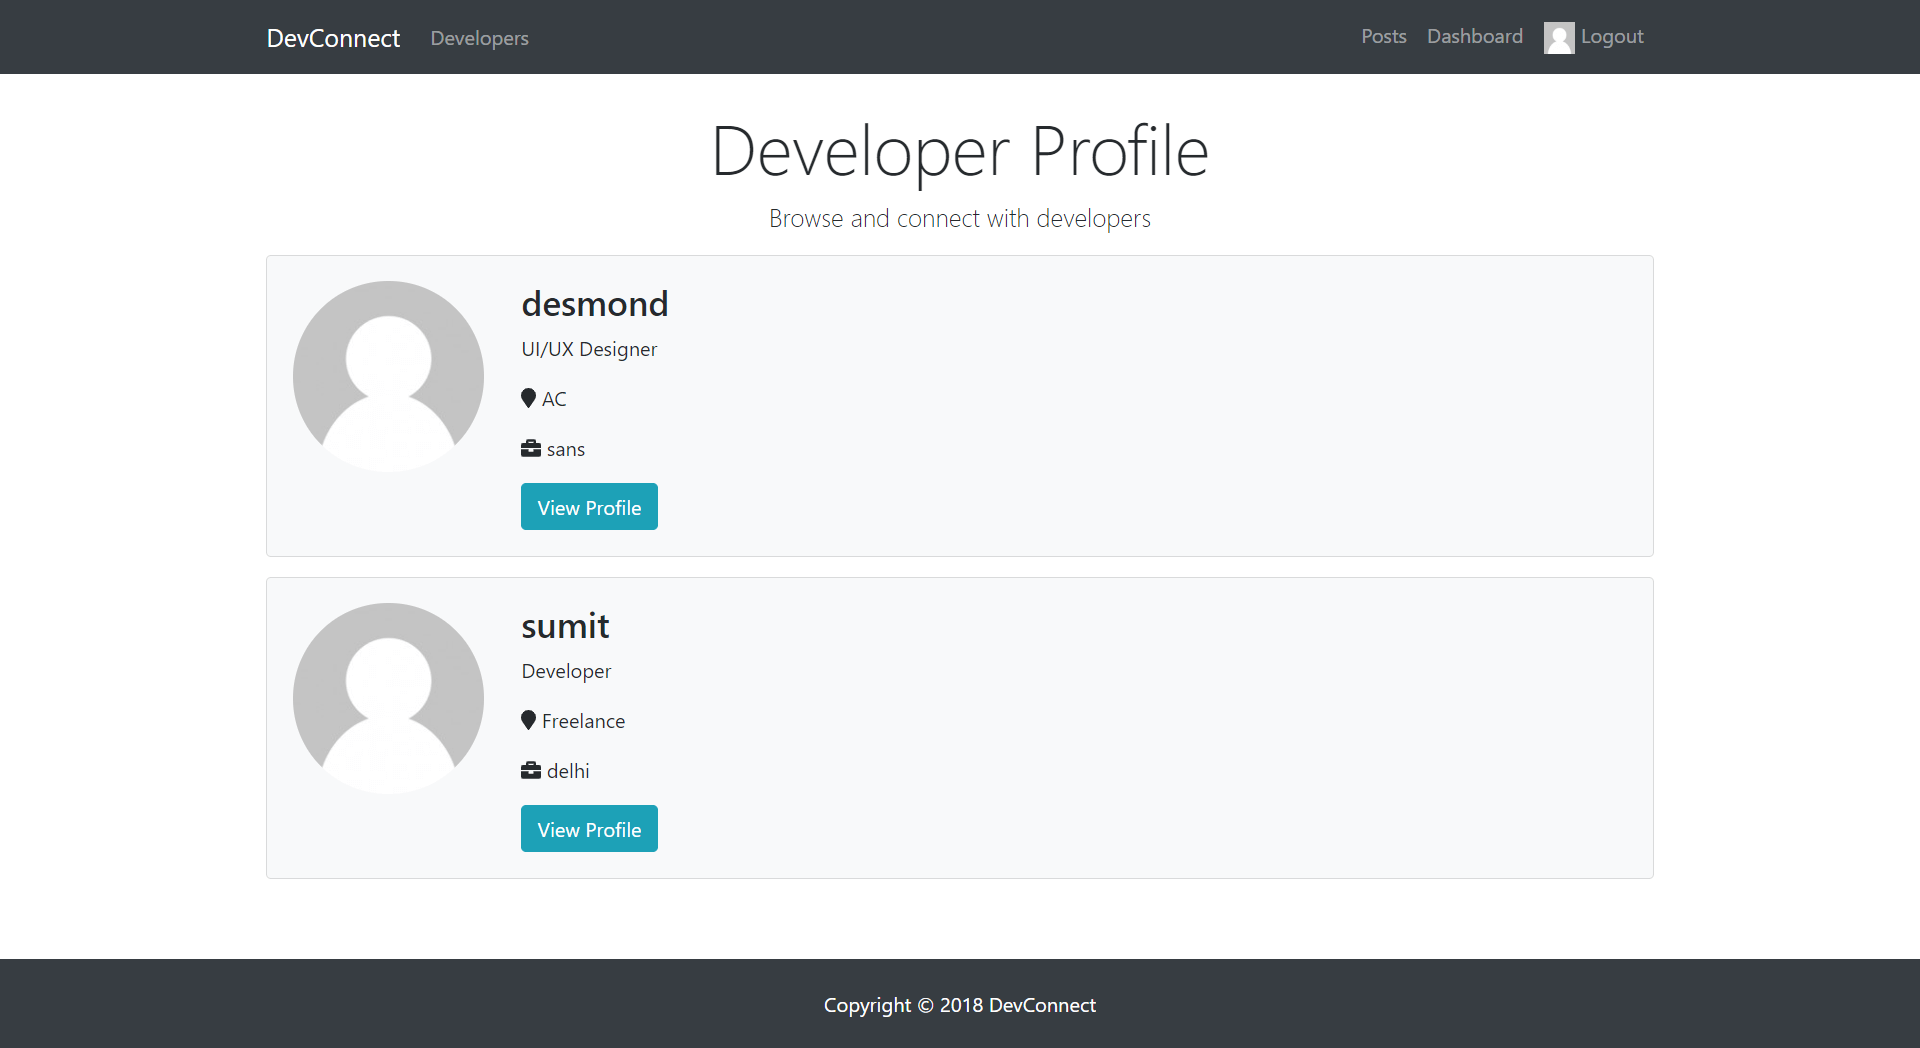 DevConnect Developers Posts Dashboard Logout
Developer Profile
Browse and connect with developers
desmond
UI/UX Designer
AC
sans
View Profile
sumit
Developer
Freelance
delhi
View Profile
Copyright © 2018 DevConnect